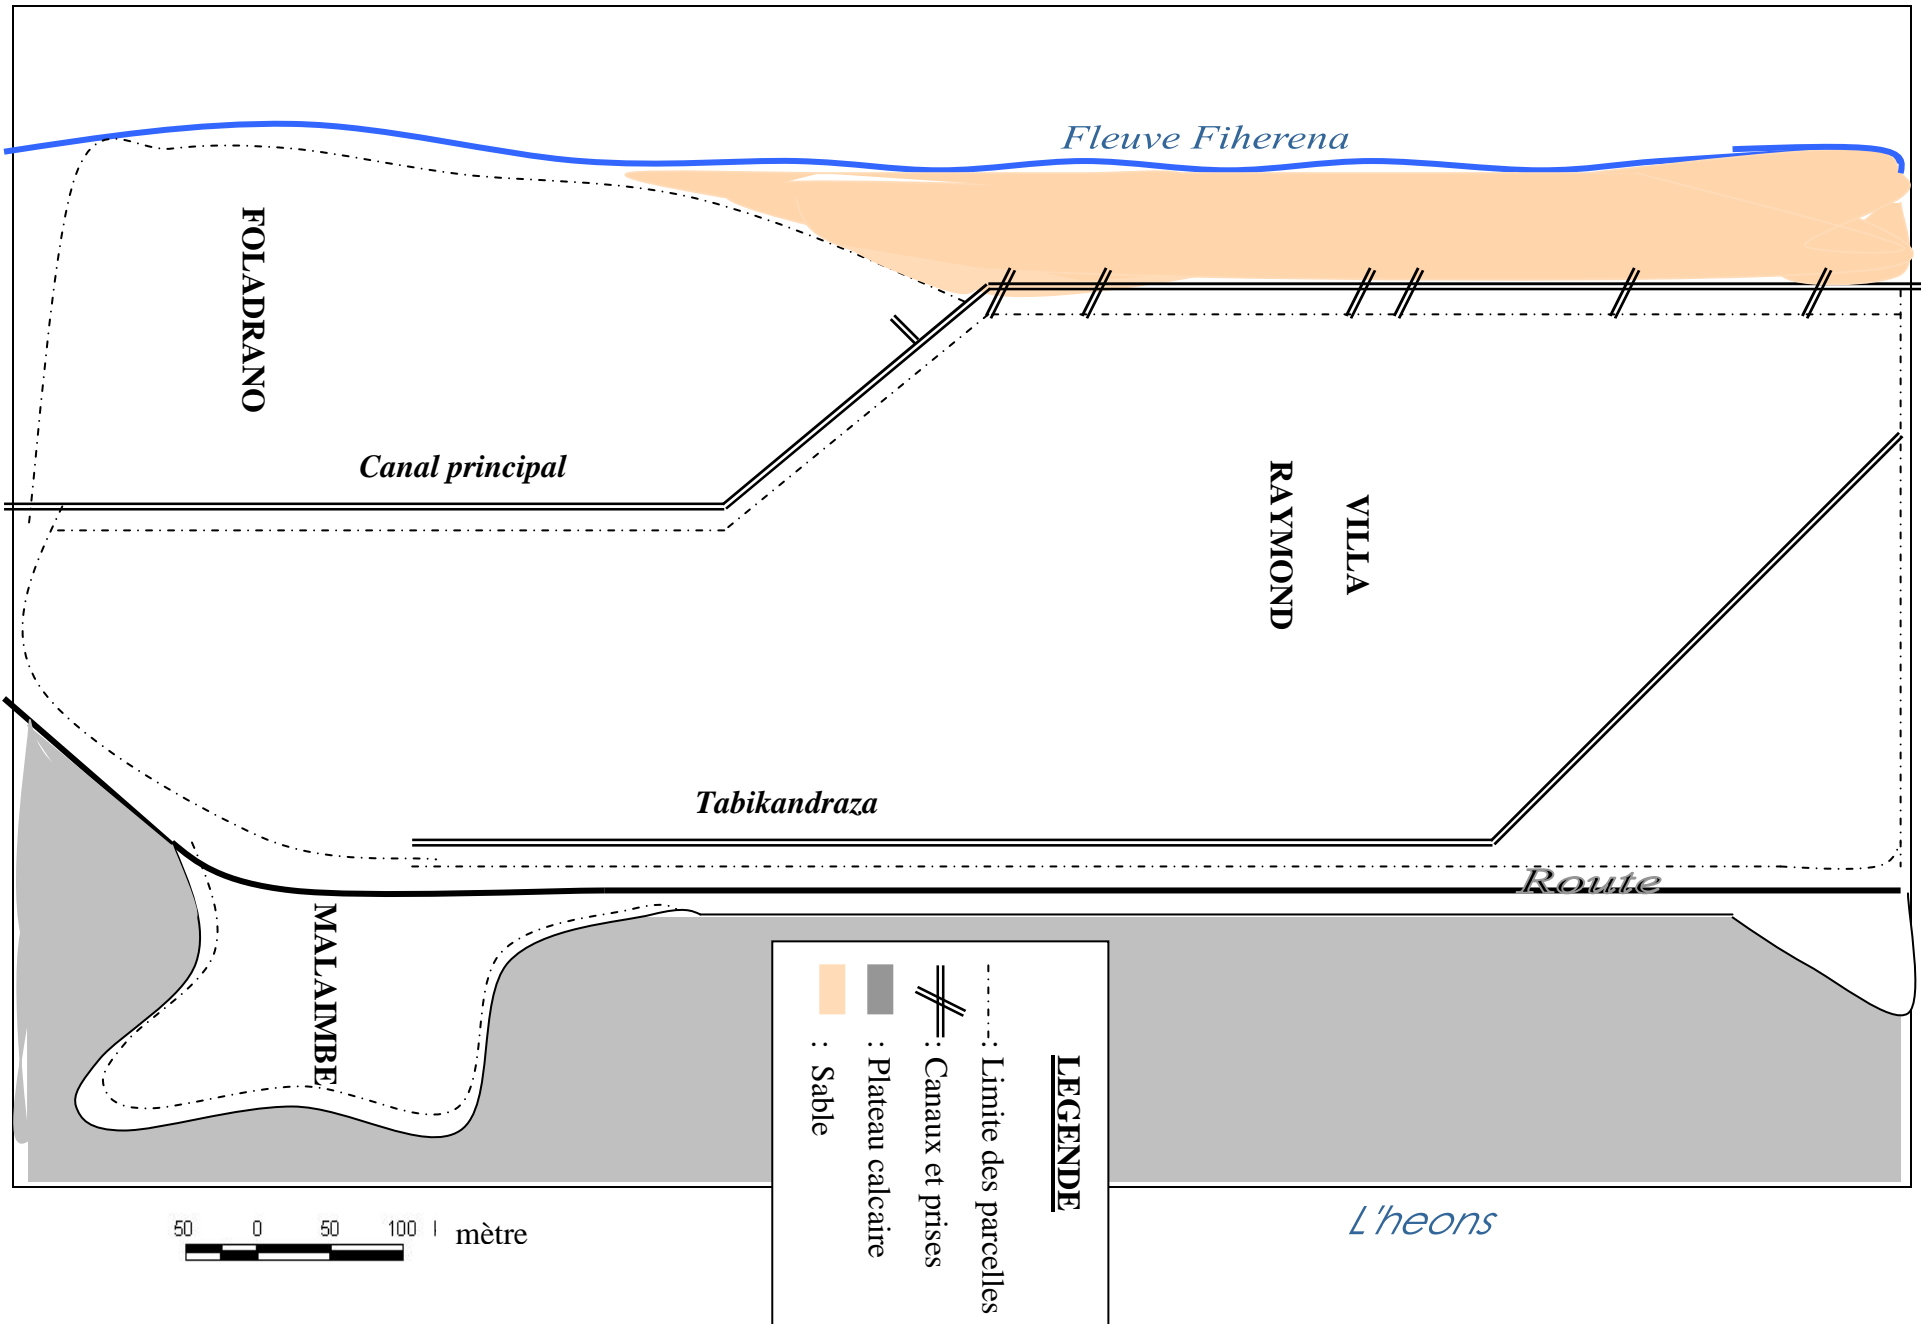 Fleuve Fiherena
FOLADRANO
Canal principal
VILLA
RAYMOND
Tabikandraza
Route
MALAIMBE
LEGENDE
: Limite des parcelles
: Canaux et prises
: Plateau calcaire
: Sable
50 0 50 100 mètre
L'heons